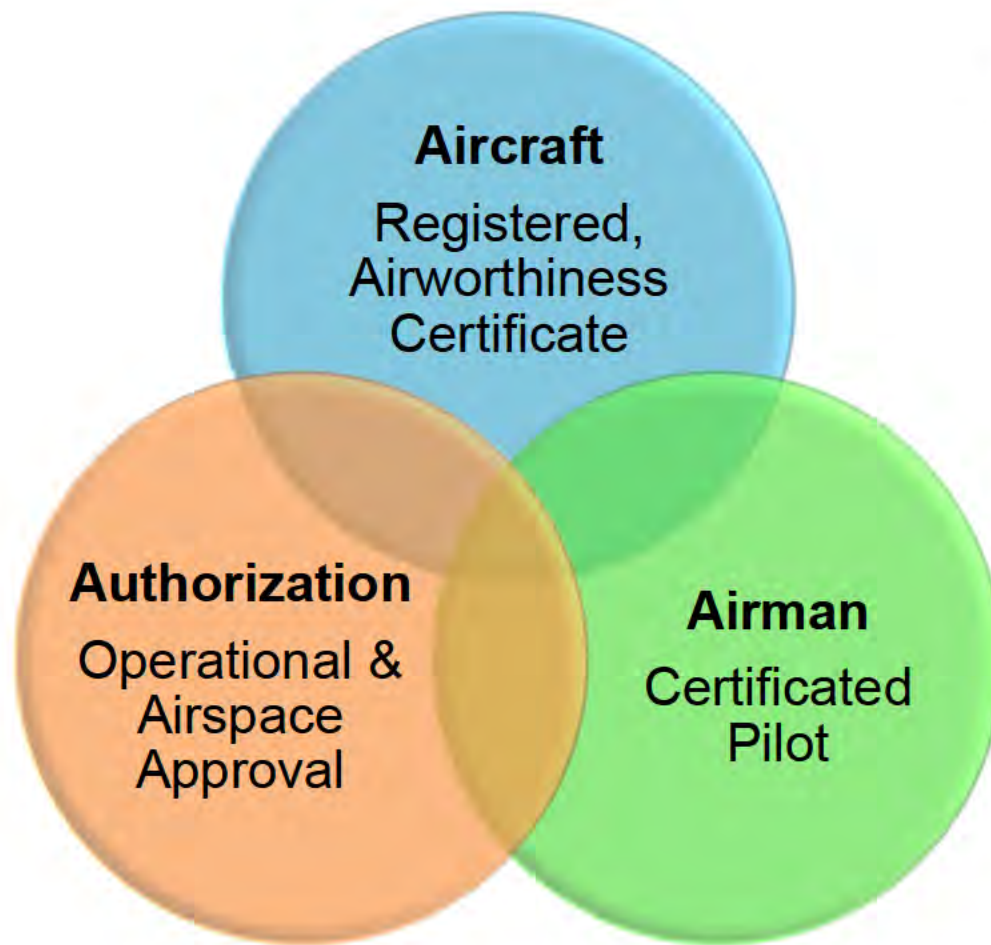 Aircraft
Registered,
Airworthiness
Certificate
Authorization
Operational &
Airspace
Approval
Airman
Certificated
Pilot